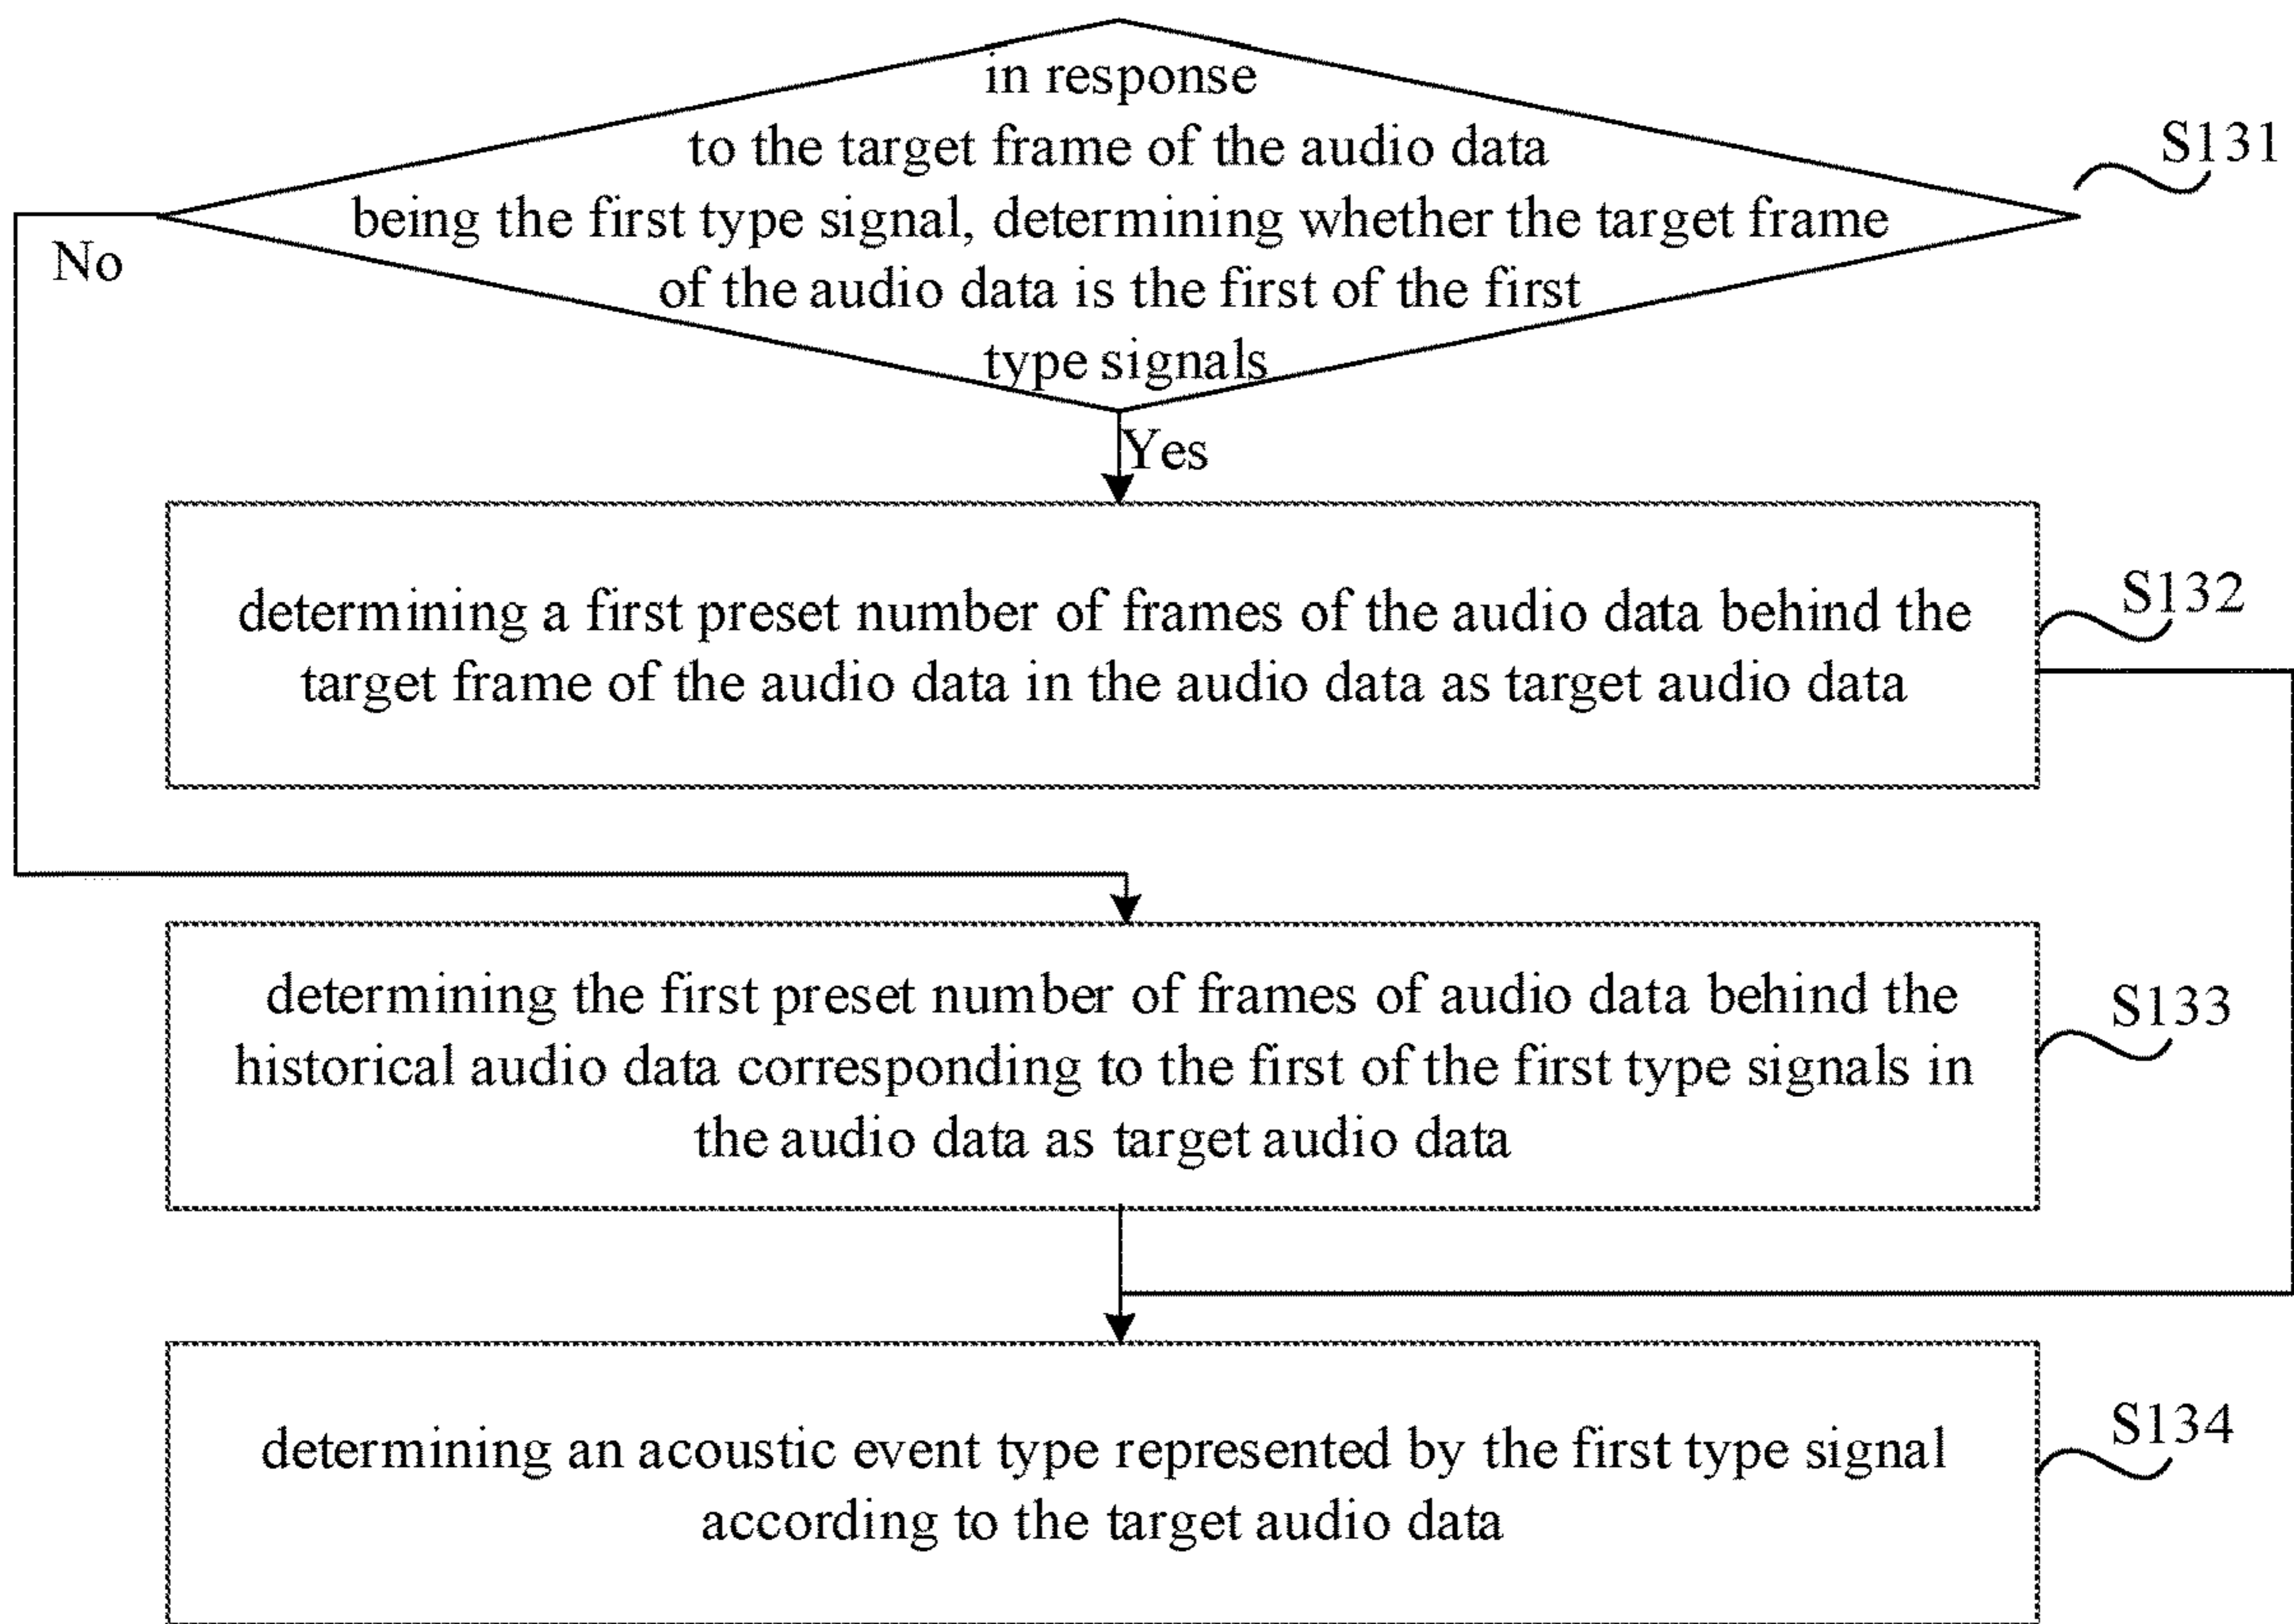 in response
to the target frame of the audio data
being the first type signal, determining whether the target frame
of the audio data is the first of the first
type signals
S131
No
Yes
determining a first preset number of frames of the audio data behind the
target frame of the audio data in the audio data as target audio data
S132
determining the first preset number of frames of audio data behind the
historical audio data corresponding to the first of the first type signals in
the audio data as target audio data
S133
determining an acoustic event type represented by the first type signal
according to the target audio data
S134